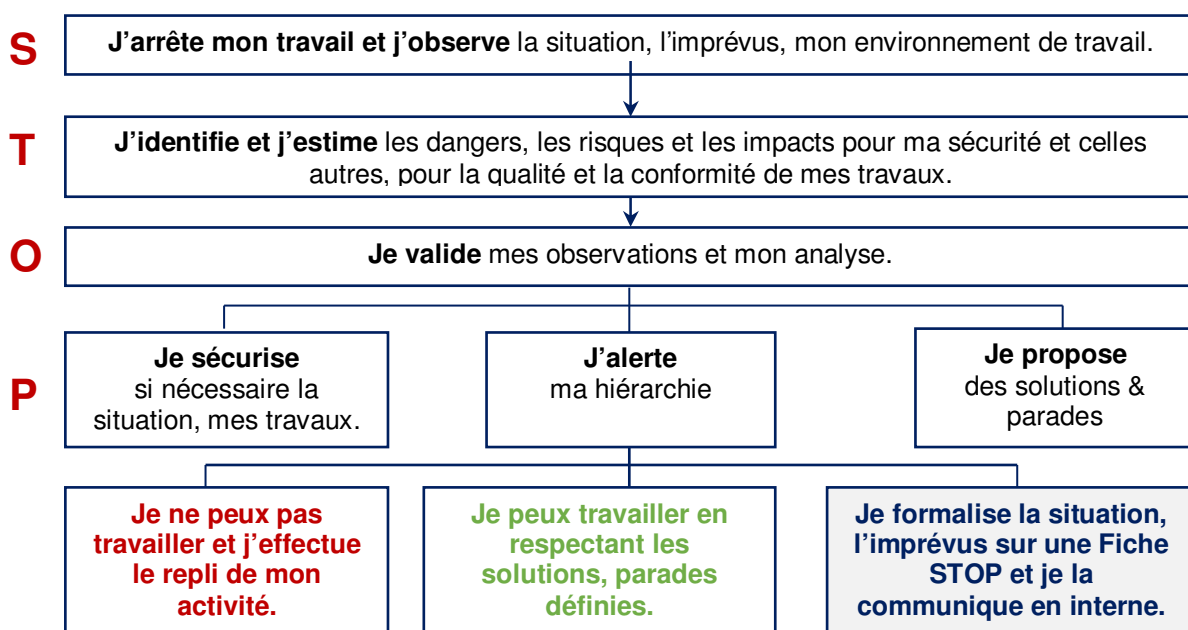 S
J’arrête mon travail et j’observe la situation, l’imprévus, mon environnement de travail.
T
J’identifie et j’estime les dangers, les risques et les impacts pour ma sécurité et celles
autres, pour la qualité et la conformité de mes travaux.
O
Je valide mes observations et mon analyse.
P
Je sécurise
si nécessaire la
situation, mes travaux.
J’alerte
ma hiérarchie
Je propose
des solutions &
parades
Je ne peux pas
travailler et j’effectue
le repli de mon
activité.
Je peux travailler en
respectant les
solutions, parades
définies.
Je formalise la situation,
l’imprévus sur une Fiche
STOP et je la
communique en interne.